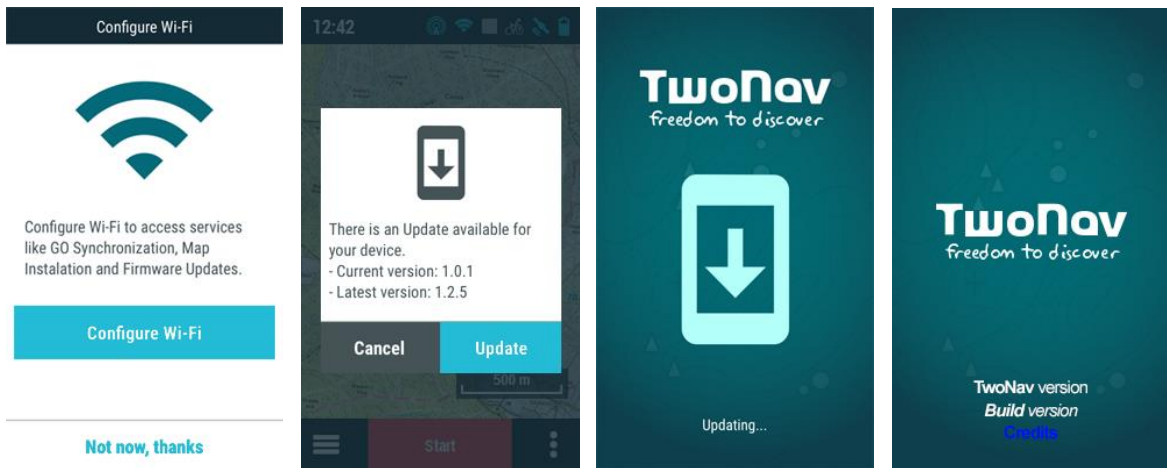 Configure Wi-Fi
Configure Wi-Fi to access services
like GO Synchronization, Map
Instalation and Firmware Updates.
Configure Wi-Fi
Not now, thanks
12:42
There is an Update available for
your device.
- Current version: 1.0.1
- Latest version: 1.2.5
Cancel
Update
500 m
Start
TwoNav
freedom to discover
Updating...
TwoNav
freedom to discover
TwoNav version
Build version
Credits